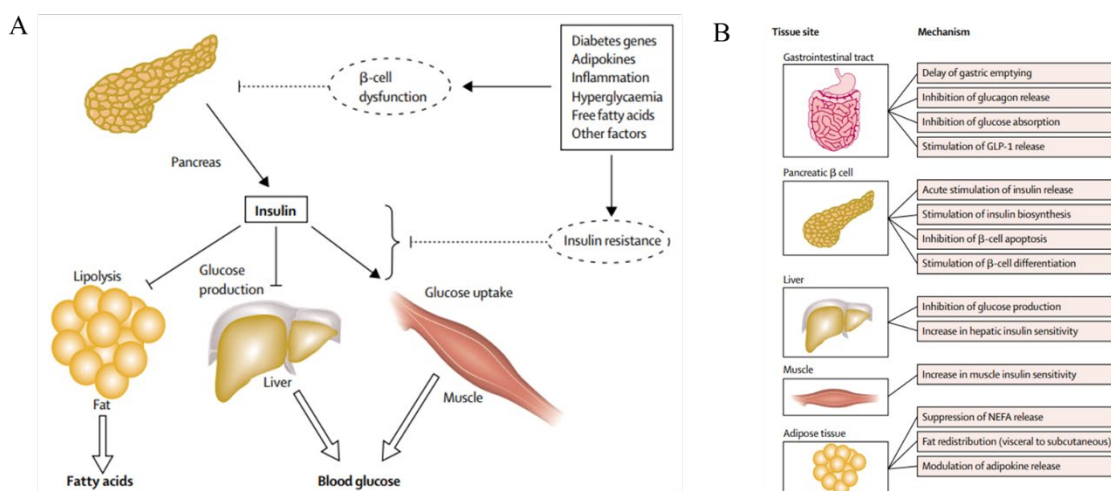 A
Diabetes genes
Adipokines
Inflammation
Hyperglycaemia
Free fatty acids
Other factors
β-cell
dysfunction
Pancreas
Insulin
Insulin resistance
Lipolysis
Glucose
production
Glucose uptake
Liver
Muscle
Fat
Fatty acids
Blood glucose
B
Tissue site
Mechanism
Gastrointestinal tract
Delay of gastric emptying
Inhibition of glucagon release
Inhibition of glucose absorption
Stimulation of GLP-1 release
Pancreatic β cell
Acute stimulation of insulin release
Stimulation of insulin biosynthesis
Inhibition of β-cell apoptosis
Stimulation of β-cell differentiation
Liver
Inhibition of glucose production
Increase in hepatic insulin sensitivity
Muscle
Increase in muscle insulin sensitivity
Adipose tissue
Suppression of NEFA release
Fat redistribution (visceral to subcutaneous)
Modulation of adipokine release